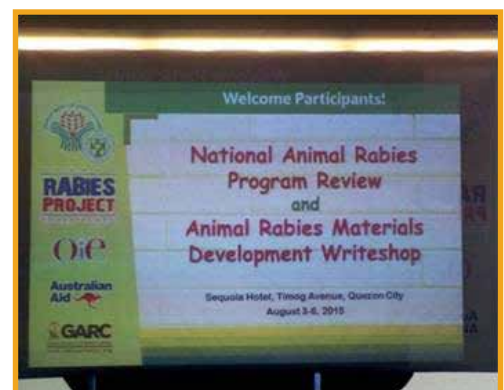 Welcome Participants!
National Animal Rabies
Program Review
and
Animal Rabies Materials
Development Writeshop
Sequoia Hotel, Timog Avenue, Quezon City
August 3-6, 2015
RABIES
PROJECT
OiE
Australian
Aid
GARC